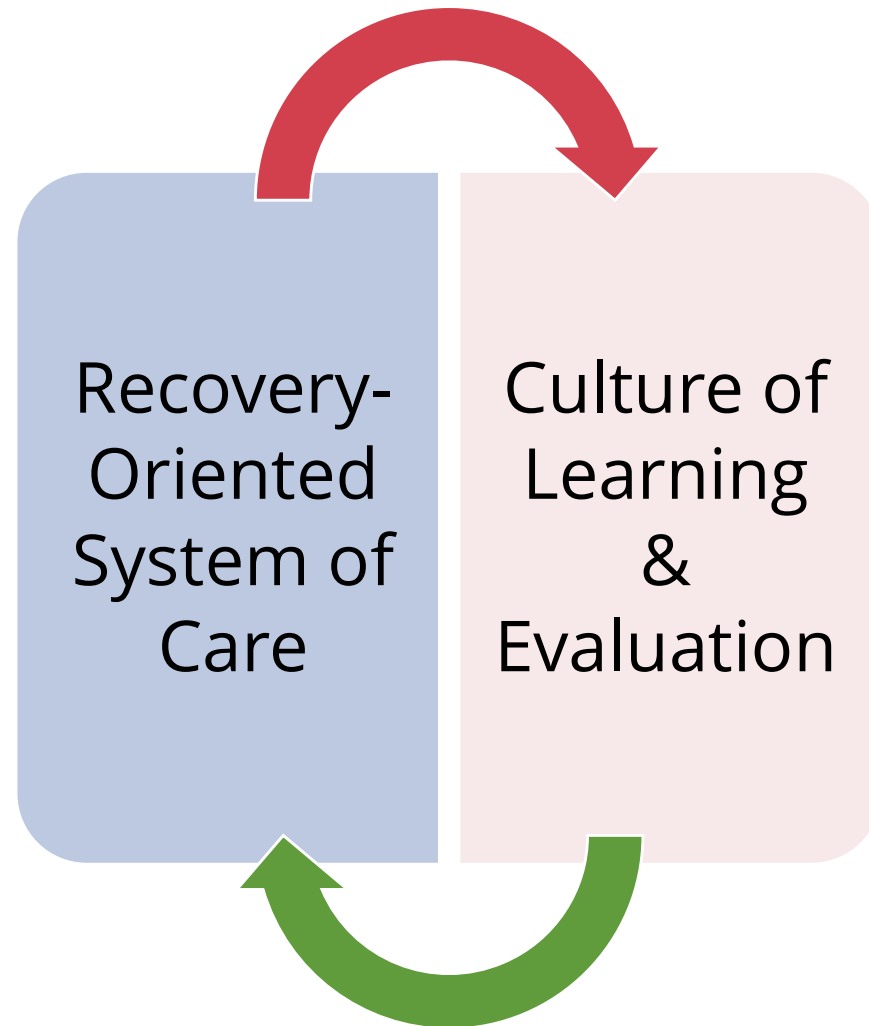 Recovery-
Oriented
System of
Care
Culture of
Learning
&
Evaluation